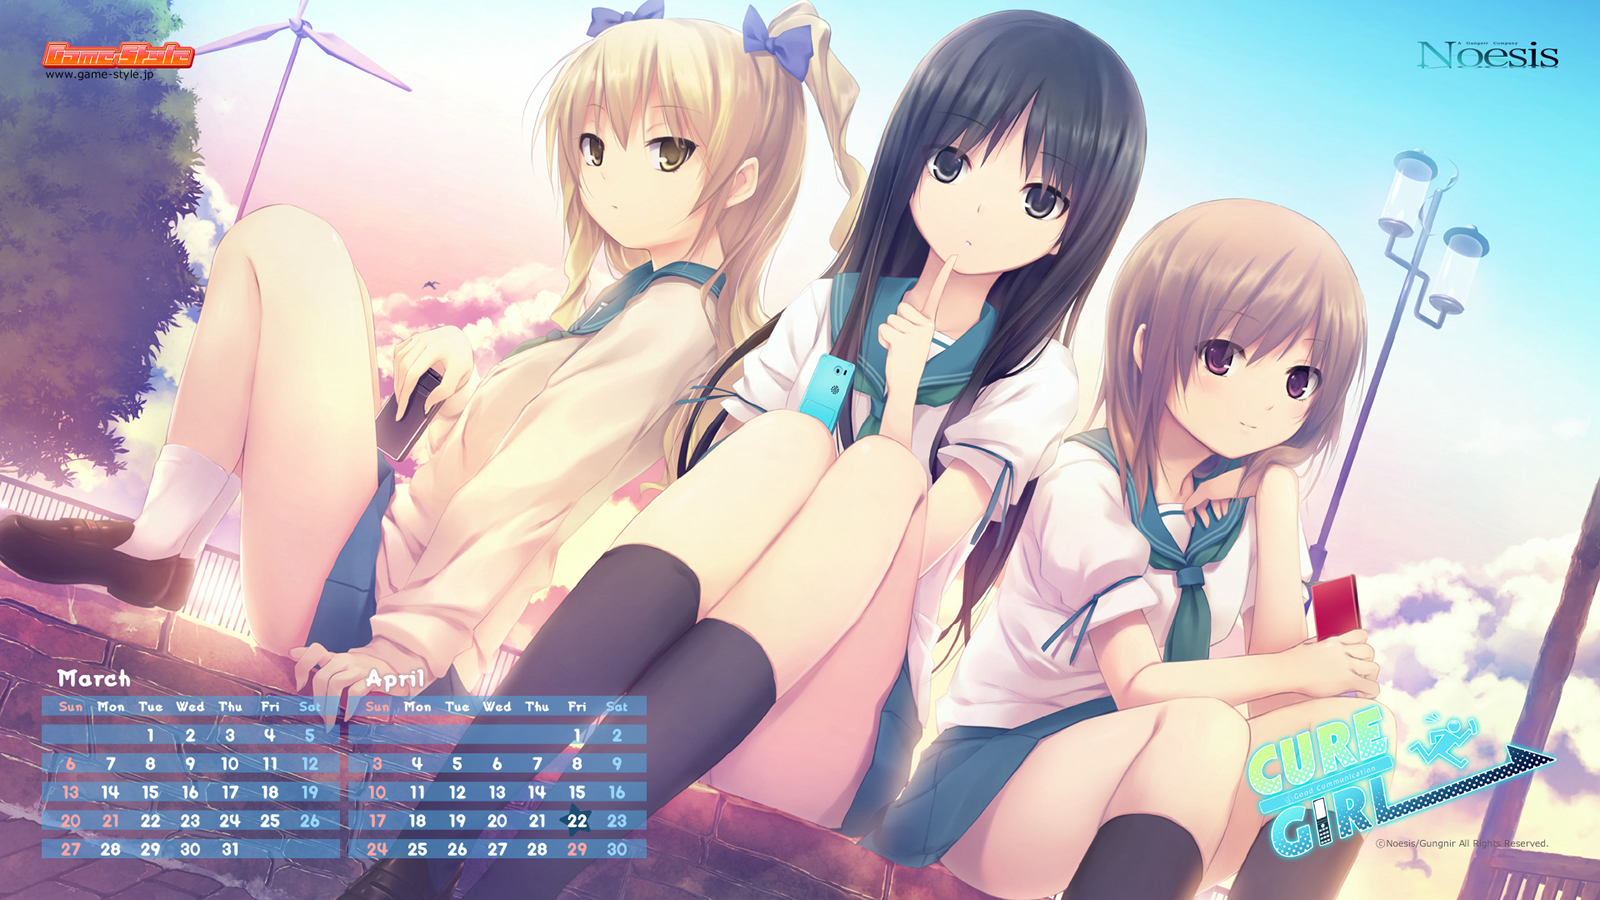 Game-Style
www.game-style.jp
A Gungnir Company
Noesis
March
Sun Mon Tue Wed Thu Fri Sat
1 2 3 4 5
6 7 8 9 10 11 12
13 14 15 16 17 18 19
20 21 22 23 24 25 26
27 28 29 30 31
April
Sun Mon Tue Wed Thu Fri Sat
1 2
3 4 5 6 7 8 9
10 11 12 13 14 15 16
17 18 19 20 21 22 23
24 25 26 27 28 29 30
CURE
Good Communication
GIRL
©Noesis/Gungnir All Rights Reserved.